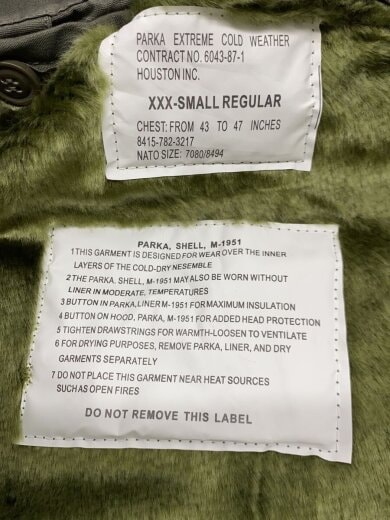 PARKA EXTREME COLD WEATHER
CONTRACT NO. 6043-87-1
HOUSTON INC.
XXX-SMALL REGULAR
CHEST: FROM 43 TO 47 INCHES
8415-782-3217
NATO SIZE: 7080/8494
PARKA, SHELL, M-1951
1 THIS GARMENT IS DESIGNED FOR WEAR OVER THE INNER
LAYERS OF THE COLD-DRY NESEMBLE
2 THE PARKA, SHELL, M-1951 MAY ALSO BE WORN WITHOUT
LINER IN MODERATE, TEMPERATURES
3 BUTTON IN PARKA, LINER M-1951 FOR MAXIMUM INSULATION
4 BUTTON ON HOOD, PARKA, M-1951 FOR ADDED HEAD PROTECTION
5 TIGHTEN DRAWSTRINGS FOR WARMTH-LOOSEN TO VENTILATE
6 FOR DRYING PURPOSES, REMOVE PARKA, LINER, AND DRY
GARMENTS SEPARATELY
7 DO NOT PLACE THIS GARMENT NEAR HEAT SOURCES
SUCH AS OPEN FIRES
DO NOT REMOVE THIS LABEL